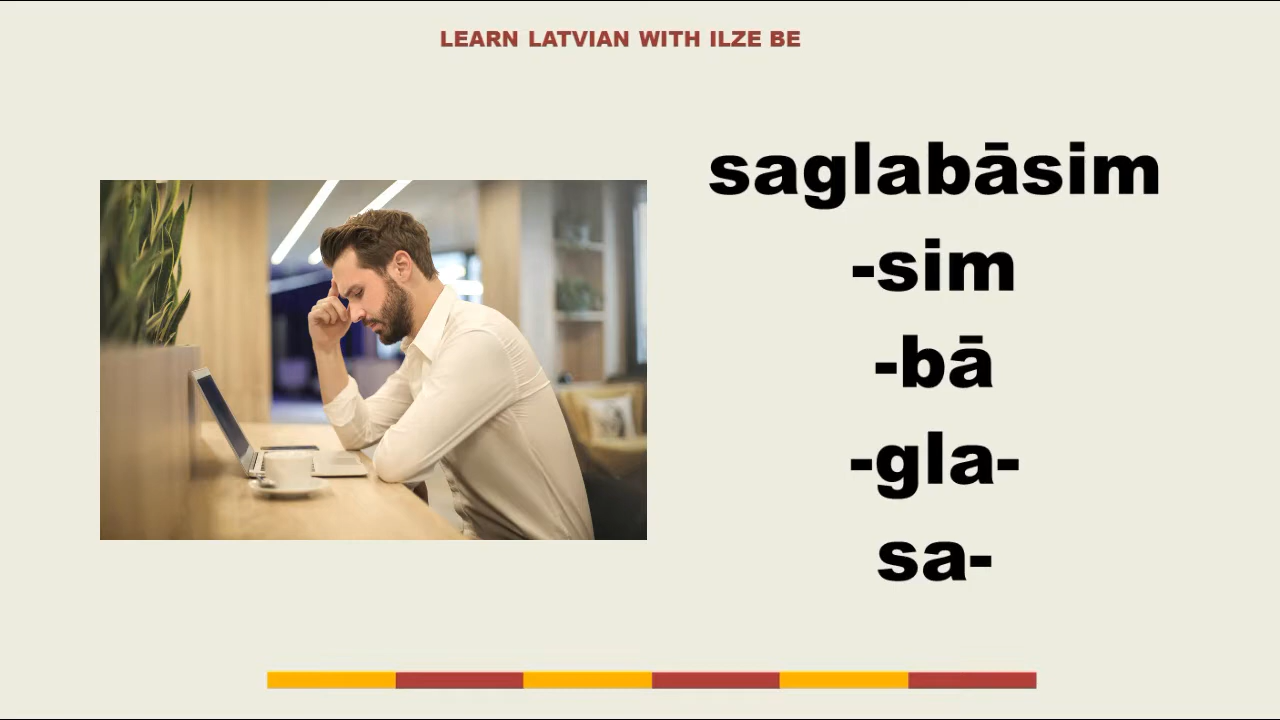 LEARN LATVIAN WITH ILZE BE
saglabāsim
-sim
-bā
-gla-
sa-